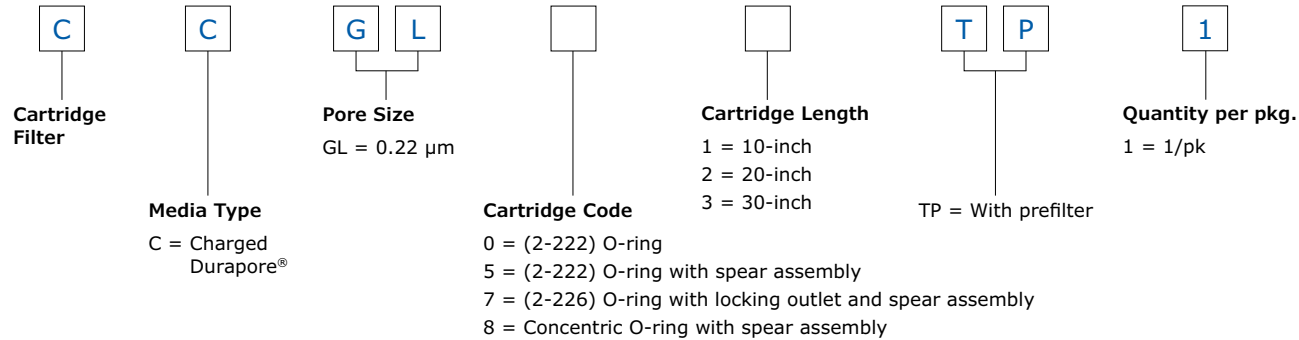 C C G L T P 1
Cartridge
Filter
Media Type
C = Charged
Durapore®
Pore Size
GL = 0.22 µm
Cartridge Code
0 = (2-222) O-ring
5 = (2-222) O-ring with spear assembly
7 = (2-226) O-ring with locking outlet and spear assembly
8 = Concentric O-ring with spear assembly
Cartridge Length
1 = 10-inch
2 = 20-inch
3 = 30-inch
TP = With prefilter
Quantity per pkg.
1 = 1/pk